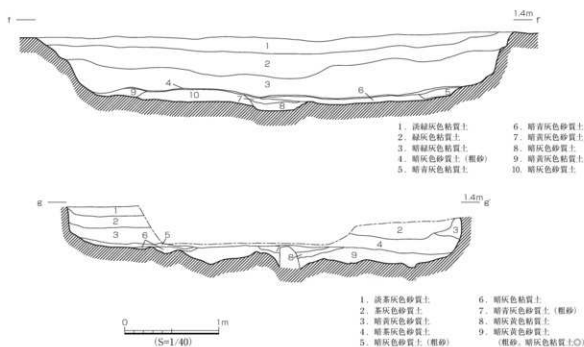 f 1.4m f'
1
2
3
4
9 10 7 8 6 5
1. 淡緑灰色粘質土 6. 暗青灰色砂質土
2. 緑灰色粘質土 7. 暗黄灰色砂質土
3. 暗緑灰色粘質土 8. 暗灰色砂質土
4. 暗灰色砂質土（粗砂） 9. 暗黄灰色粘質土
5. 暗青灰色粘質土 10. 暗灰色砂質土
g 1.4m g'
1
2 2 3
3 6 5 4
7 8 9
1. 淡茶灰色砂質土 6. 暗灰色粘質土
2. 茶灰色砂質土 7. 暗青灰色砂質土（粗砂）
3. 暗黄灰色砂質土 8. 暗灰黄色粘質土
4. 暗茶灰色砂質土 9. 暗灰黄色砂質土
5. 暗灰色砂質土（粗砂） （粗砂，暗灰色粘質土
0 1m
(S=1/40)